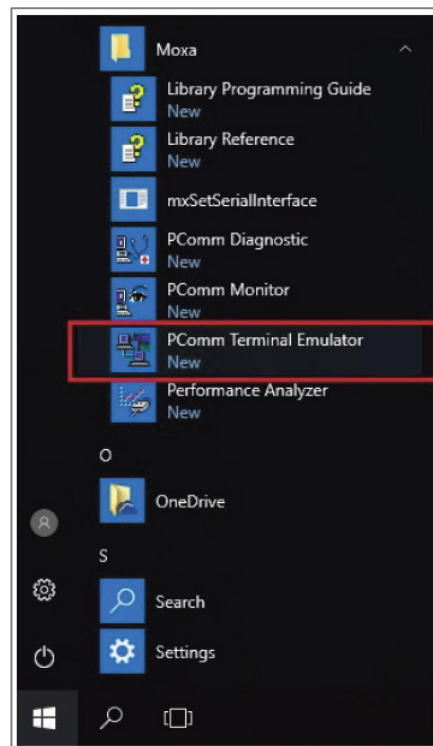 Moxa
Library Programming Guide
New
Library Reference
New
mxSetSerialInterface
PComm Diagnostic
New
PComm Monitor
New
PComm Terminal Emulator
New
Performance Analyzer
New
O
OneDrive
S
Search
Settings